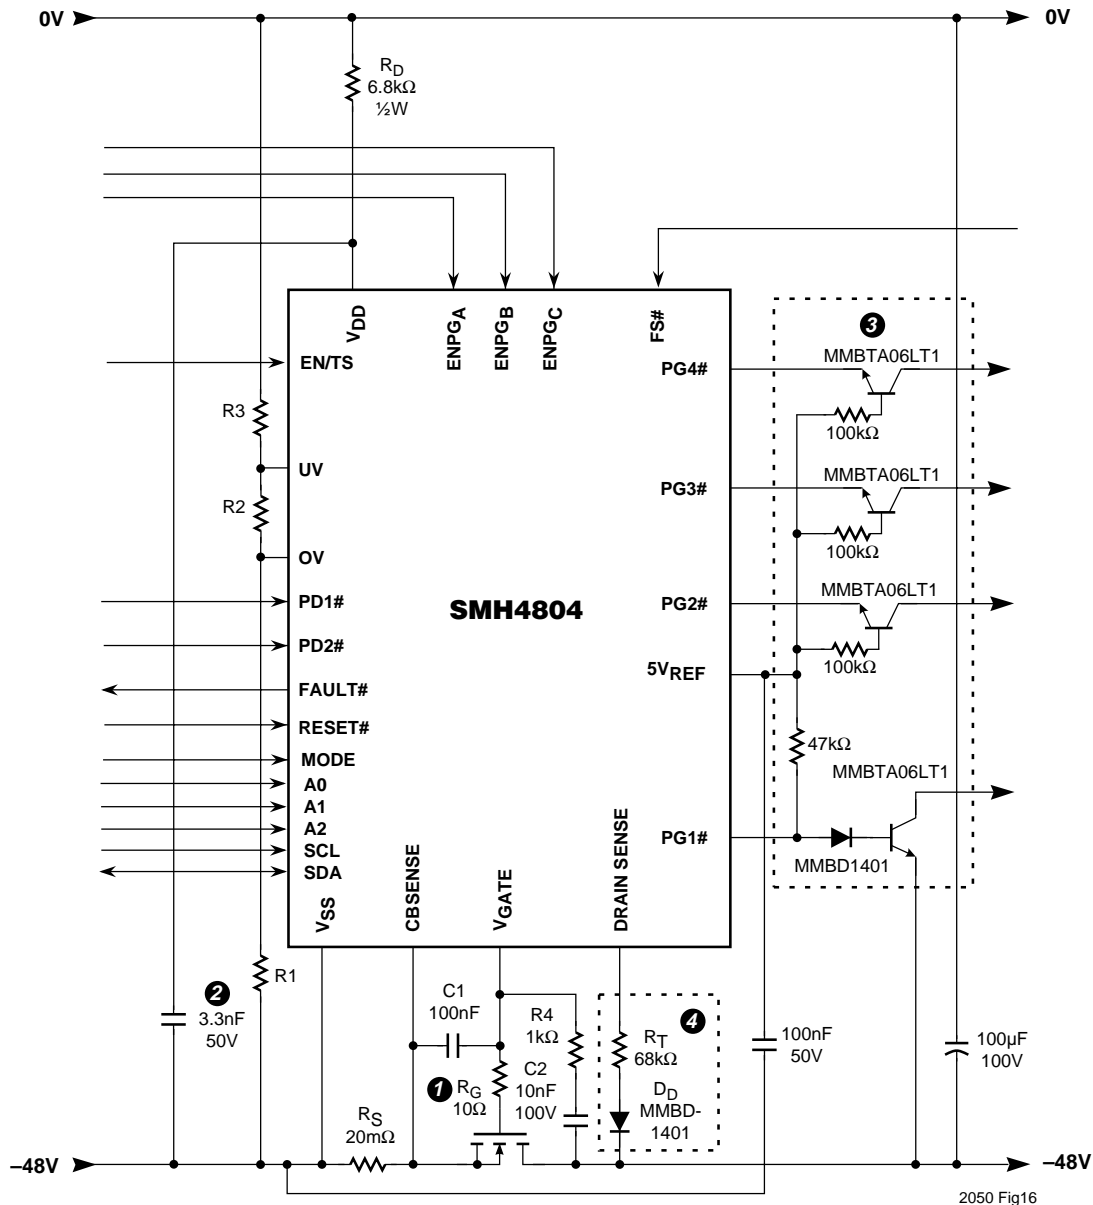 0V
0V
RD
6.8kΩ
½W
VDD
ENPGA
ENPGB
ENPGC
FS#
3
EN/TS
PG4#
MMBTA06LT1
R3
100kΩ
UV
PG3#
MMBTA06LT1
R2
100kΩ
OV
PD1#
SMH4804
PG2#
MMBTA06LT1
PD2#
100kΩ
FAULT#
5VREF
RESET#
47kΩ
MODE
MMBTA06LT1
A0
A1
A2
PG1#
SCL
MMBD1401
SDA
VSS
CBSENSE
VGATE
DRAIN SENSE
R1
2
3.3nF
50V
C1
100nF
R4
1kΩ
4
RT
68kΩ
100nF
50V
100µF
100V
1
RG
10Ω
C2
10nF
100V
DD
MMBD-
1401
RS
20mΩ
–48V
–48V
2050 Fig16